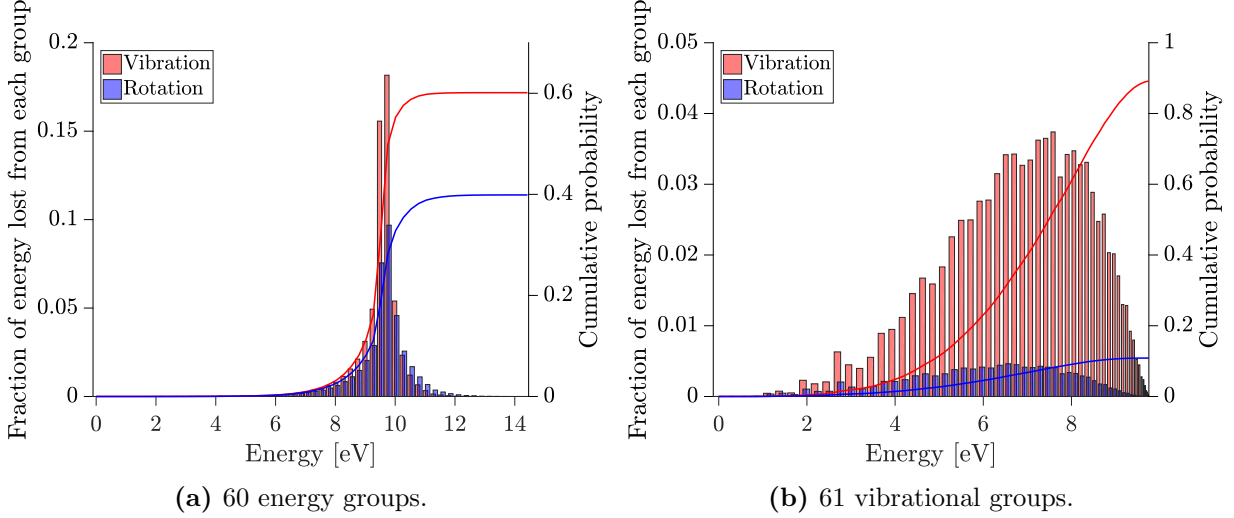 Fraction of energy lost from each group
0.2
0.15
0.1
0.05
0
Vibration
Rotation
0.6
0.4
0.2
0
Cumulative probability
0 2 4 6 8 10 12 14
Energy [eV]
(a) 60 energy groups.
Fraction of energy lost from each group
0.05
0.04
0.03
0.02
0.01
0
Vibration
Rotation
1
0.8
0.6
0.4
0.2
0
Cumulative probability
0 2 4 6 8
Energy [eV]
(b) 61 vibrational groups.